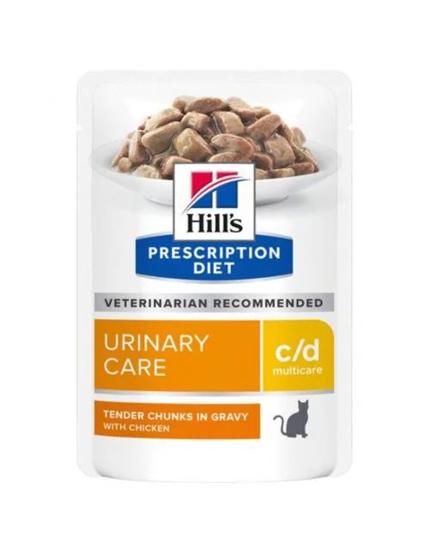 Hill's
PRESCRIPTION
DIET
VETERINARIAN RECOMMENDED
URINARY
CARE
c/d
multicare
TENDER CHUNKS IN GRAVY
WITH CHICKEN